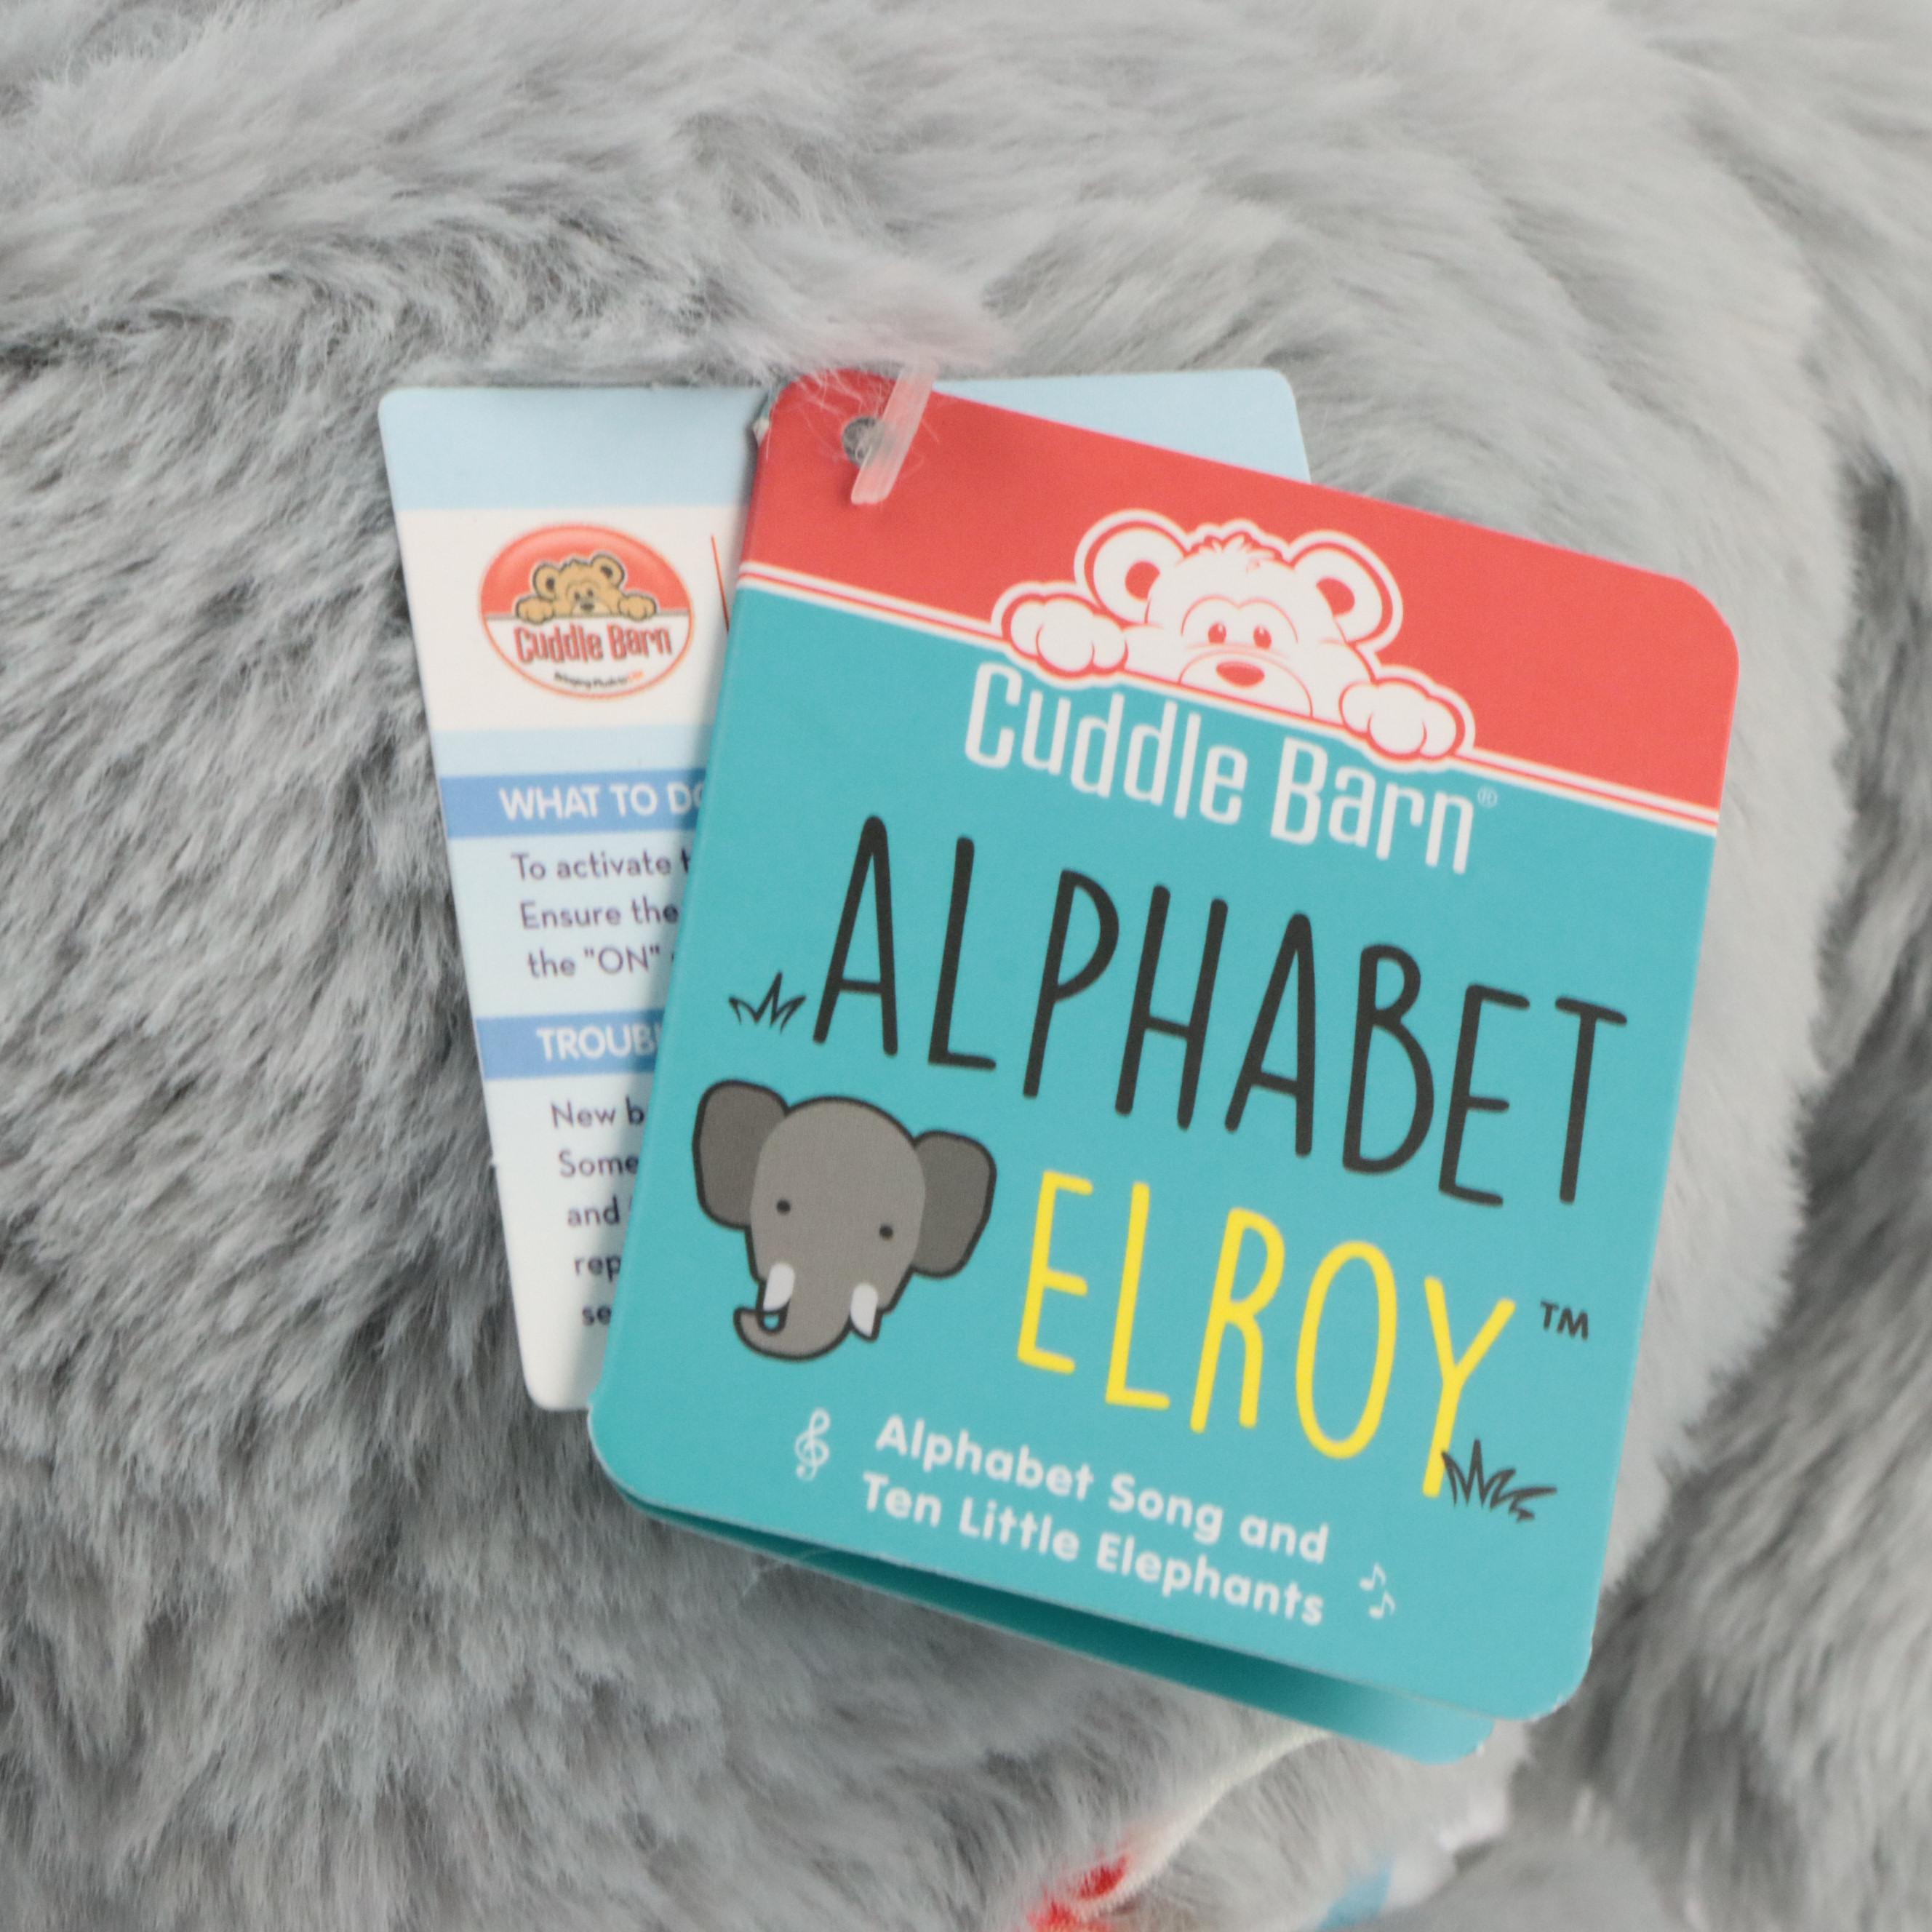 Cuddle Barn®
ALPHABET
ELROY™
Alphabet Song and
Ten Little Elephants
Cuddle Barn
WHAT TO DO
To activate
Ensure the
the "ON"
New
Some
and